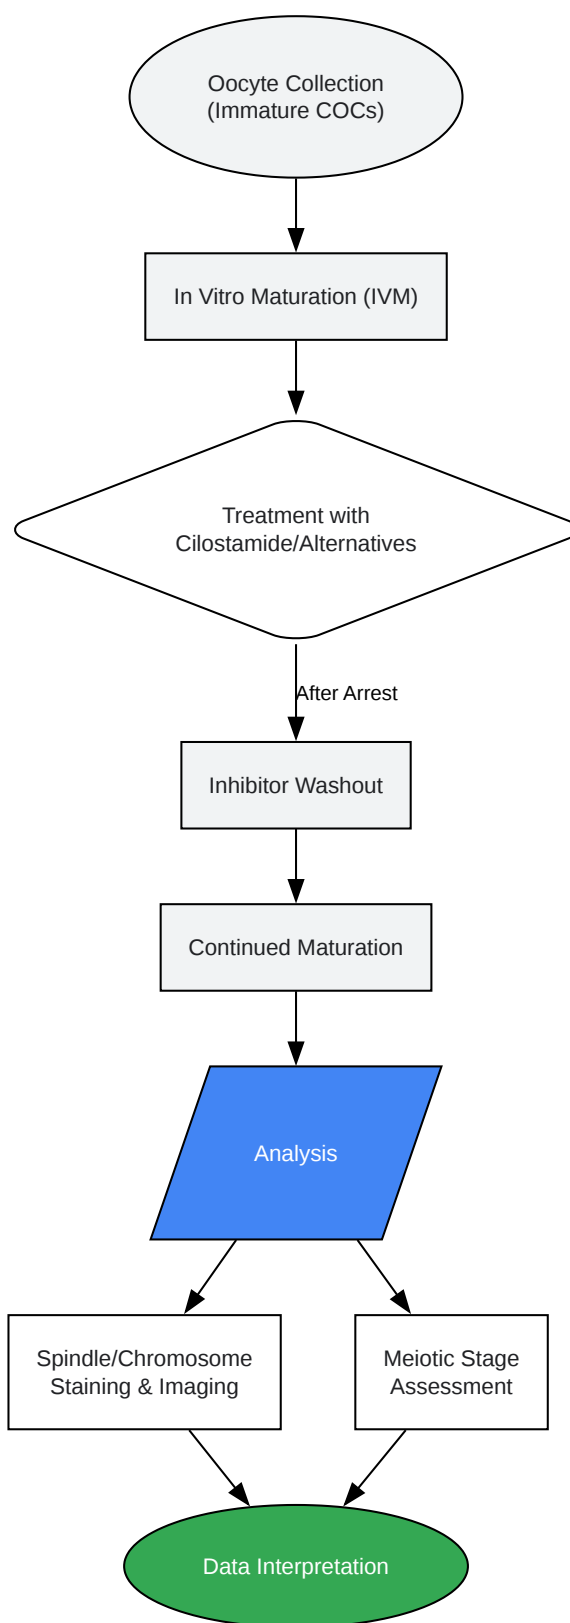 Oocyte Collection
(Immature COCs)
In Vitro Maturation (IVM)
Treatment with
Cilostamide/Alternatives
After Arrest
Inhibitor Washout
Continued Maturation
Analysis
Spindle/Chromosome
Staining & Imaging
Meiotic Stage
Assessment
Data Interpretation